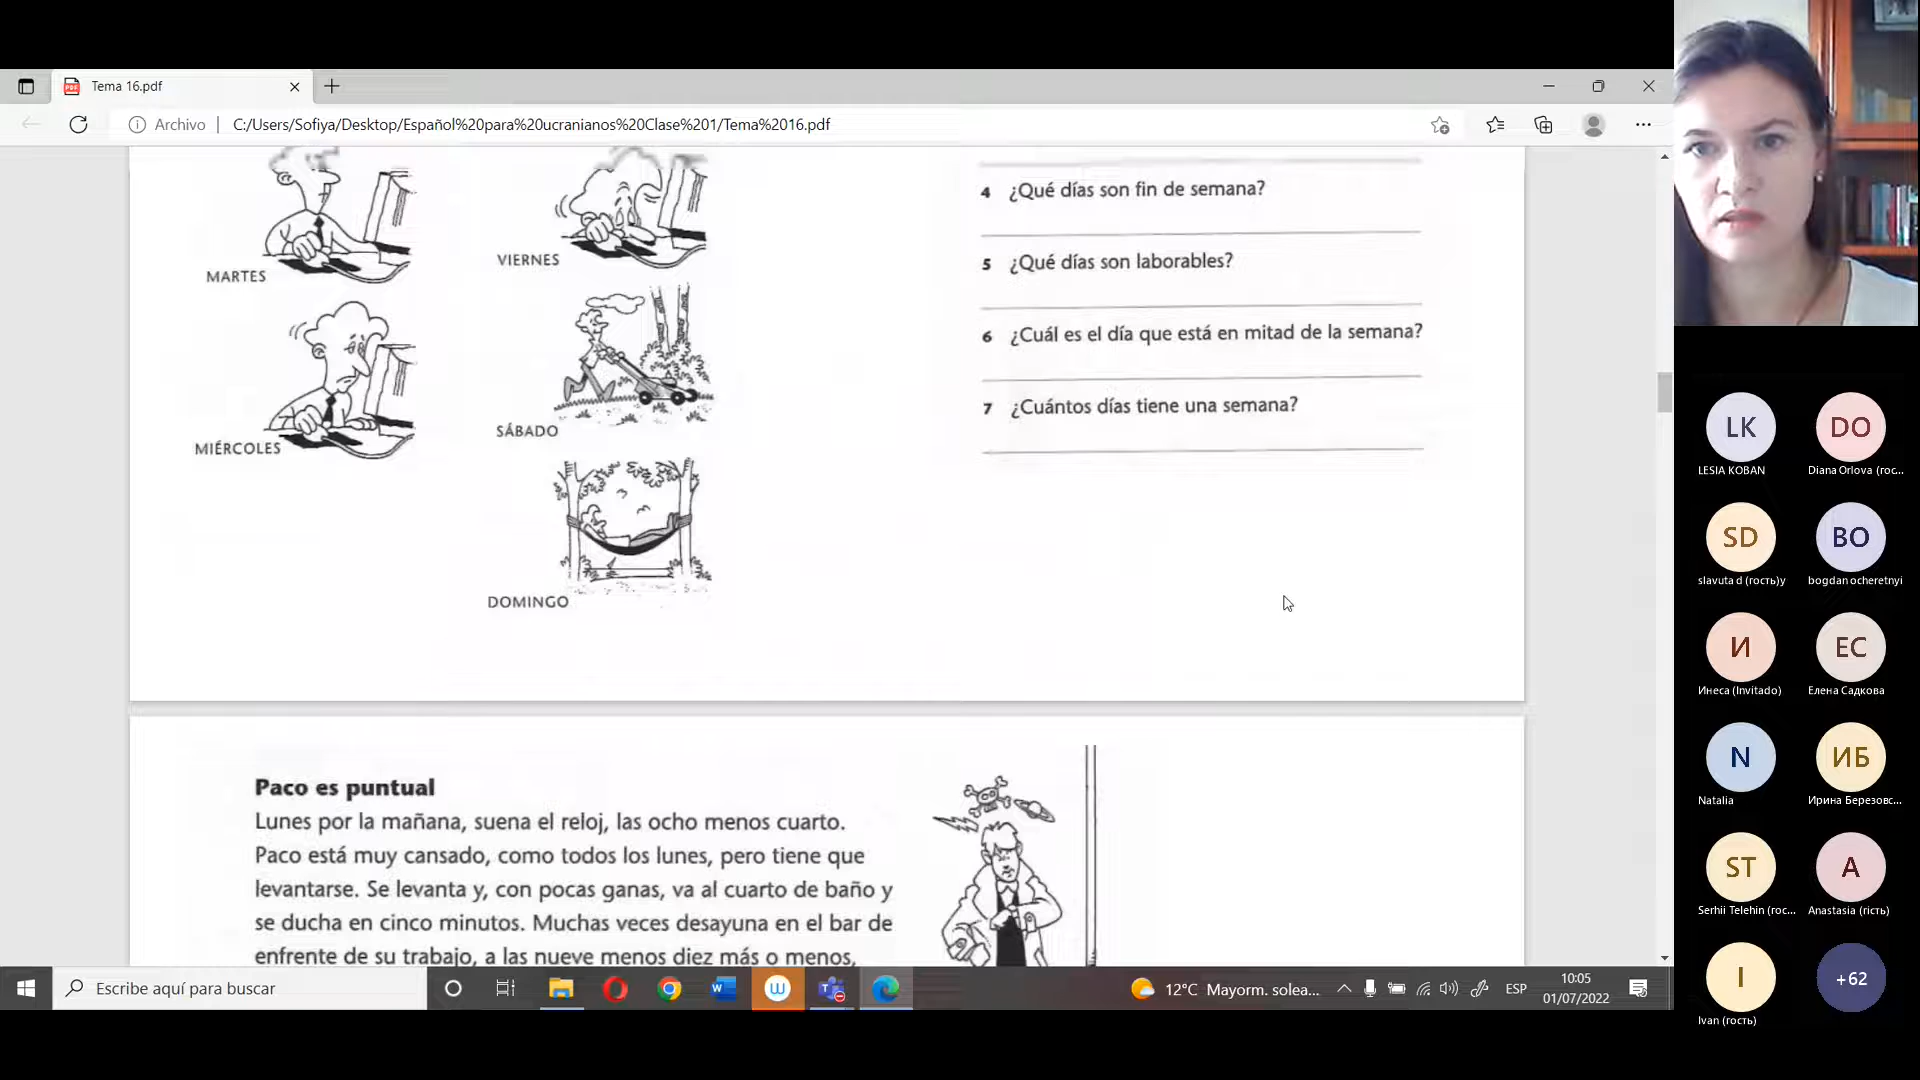 Tema 16.pdf
Archivo
C:/Users/Sofiya/Desktop/Español%20para%20ucranianos%20Clase%201/Tema%2016.pdf
MARTES
VIERNES
MIÉRCOLES
SÁBADO
DOMINGO
4 ¿Qué días son fin de semana?
5 ¿Qué días son laborables?
6 ¿Cuál es el día que está en mitad de la semana?
7 ¿Cuántos días tiene una semana?
Paco es puntual
Lunes por la mañana, suena el reloj, las ocho menos cuarto.
Paco está muy cansado, como todos los lunes, pero tiene que
levantarse. Se levanta y, con pocas ganas, va al cuarto de baño y
se ducha en cinco minutos. Muchas veces desayuna en el bar de
enfrente de su trabajo, a las nueve menos diez más o menos,
Escribe aquí para buscar
12°C Mayorm. solea...
ESP
10:05
01/07/2022
LK
LESIA KOBAN
DO
Diana Orlova (гос...
SD
slavuta d (гость)y
BO
bogdan ocheretnyi
И
Инеса (Invitado)
ЕС
Елена Садкова
N
Natalia
ИБ
Ирина Березовс...
ST
Serhii Telehin (гос...
A
Anastasia (гість)
I
Ivan (гость)
+62